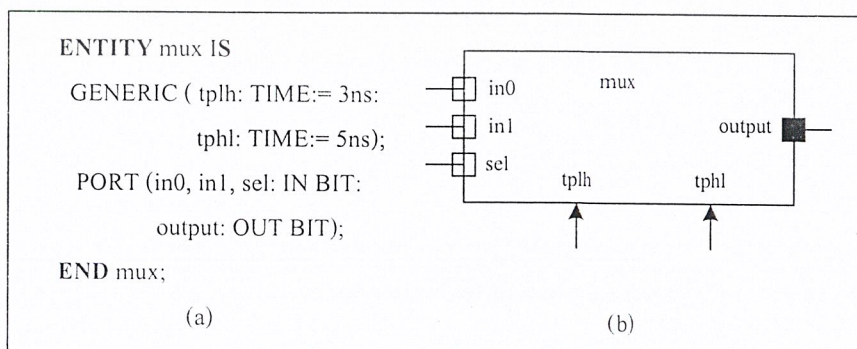 ENTITY mux IS
GENERIC ( tplh: TIME:= 3ns:
tphl: TIME:= 5ns);
PORT (in0, in1, sel: IN BIT:
output: OUT BIT);
END mux;
(a)
mux
in0
in1
sel
output
tplh
tphl
(b)